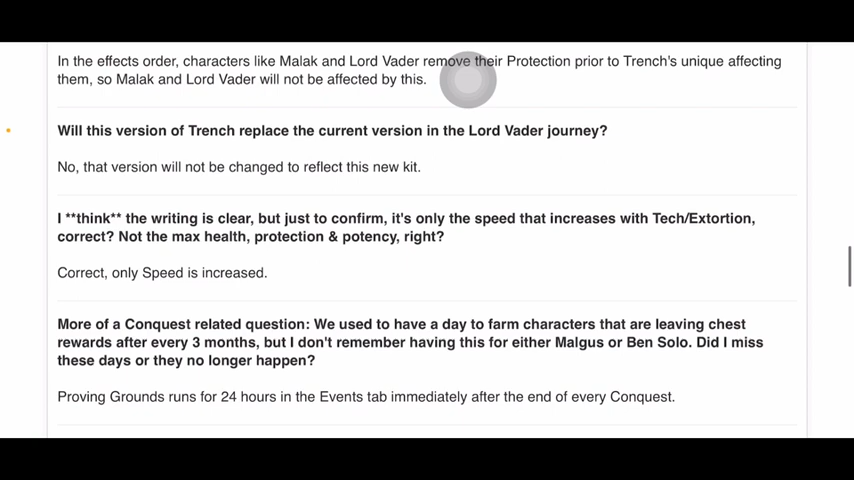 In the effects order, characters like Malak and Lord Vader remove their Protection prior to Trench's unique affecting
them, so Malak and Lord Vader will not be affected by this.
Will this version of Trench replace the current version in the Lord Vader journey?
No, that version will not be changed to reflect this new kit.
I **think** the writing is clear, but just to confirm, it's only the speed that increases with Tech/Extortion,
correct? Not the max health, protection & potency, right?
Correct, only Speed is increased.
More of a Conquest related question: We used to have a day to farm characters that are leaving chest
rewards after every 3 months, but I don't remember having this for either Malgus or Ben Solo. Did I miss
these days or they no longer happen?
Proving Grounds runs for 24 hours in the Events tab immediately after the end of every Conquest.